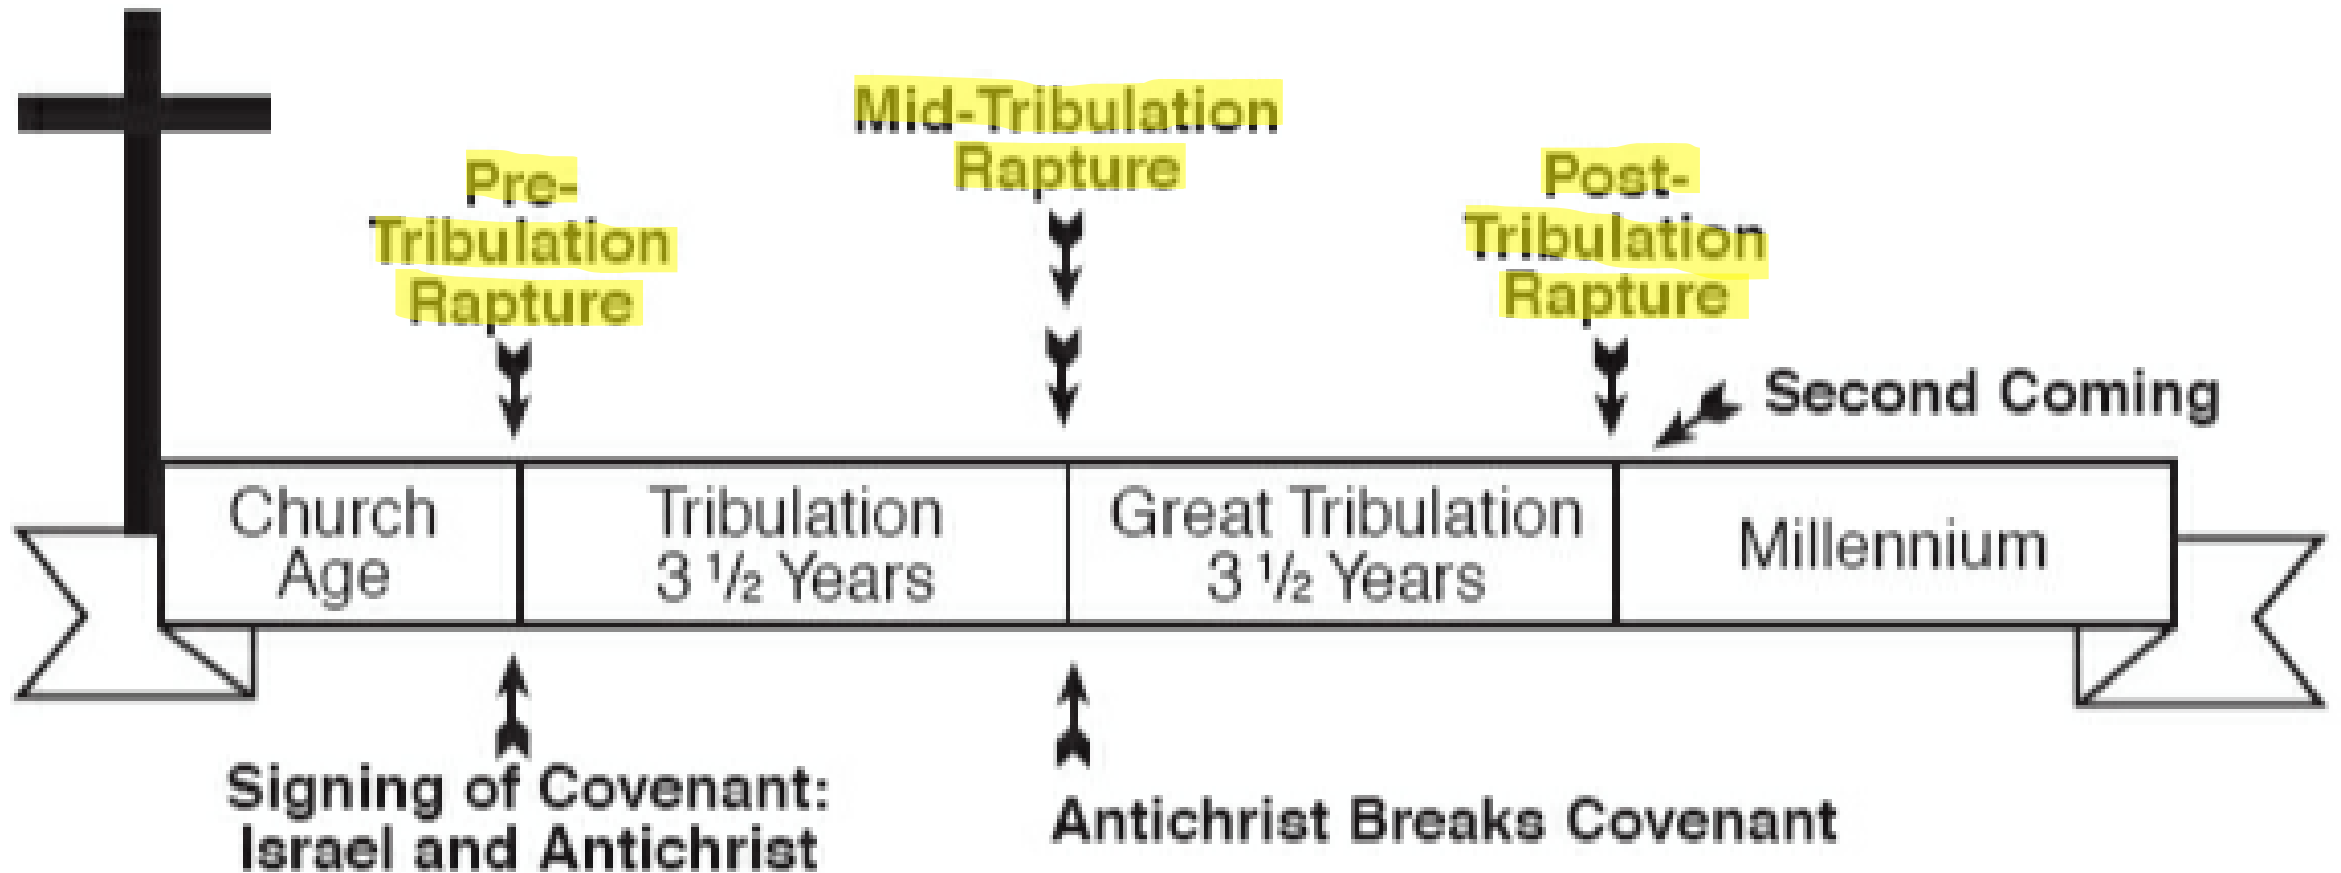 Mid-Tribulation
Rapture
Pre-
Tribulation
Rapture
Post-
Tribulation
Rapture
Second Coming
Church
Age
Tribulation
3 ½ Years
Great Tribulation
3 ½ Years
Millennium
Signing of Covenant:
Israel and Antichrist
Antichrist Breaks Covenant